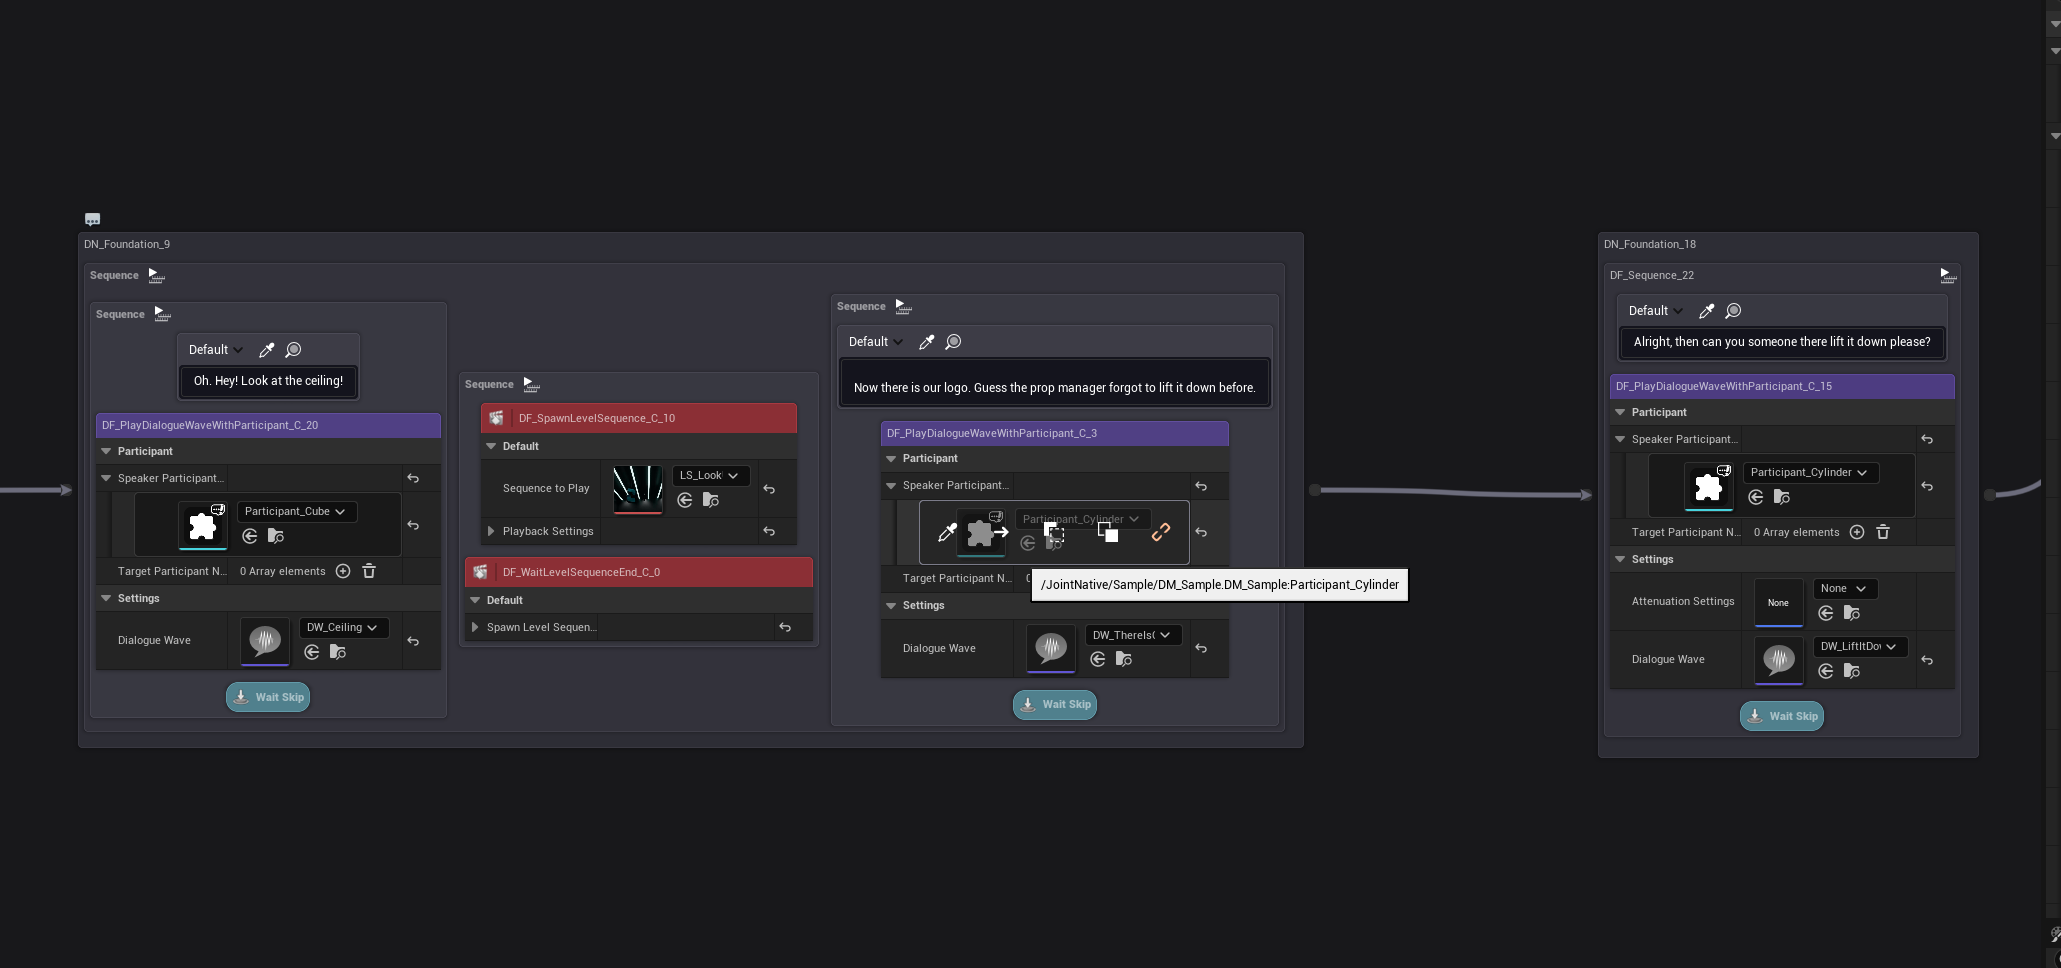 DN_Foundation_9
Sequence
Sequence
Default
Oh. Hey! Look at the ceiling!
DF_PlayDialogueWaveWithParticipant_C_20
Participant
Speaker Participant...
Participant_Cube
Target Participant N...
0 Array elements
Settings
Dialogue Wave
DW_Ceiling
Wait Skip
Sequence
DF_SpawnLevelSequence_C_10
Default
Sequence to Play
LS_Look
Playback Settings
DF_WaitLevelSequenceEnd_C_0
Default
Spawn Level Sequen...
Sequence
Default
Now there is our logo. Guess the prop manager forgot to lift it down before.
DF_PlayDialogueWaveWithParticipant_C_3
Participant
Speaker Participant...
Participant_Cylinder
Target Participant N...
/JointNative/Sample/DM_Sample.DM_Sample:Participant_Cylinder
Settings
Dialogue Wave
DW_ThereIs(
Wait Skip
DN_Foundation_18
DF_Sequence_22
Default
Alright, then can you someone there lift it down please?
DF_PlayDialogueWaveWithParticipant_C_15
Participant
Speaker Participant...
Participant_Cylinder
Target Participant N...
0 Array elements
Settings
Attenuation Settings
None
None
Dialogue Wave
DW_LiftItDo
Wait Skip